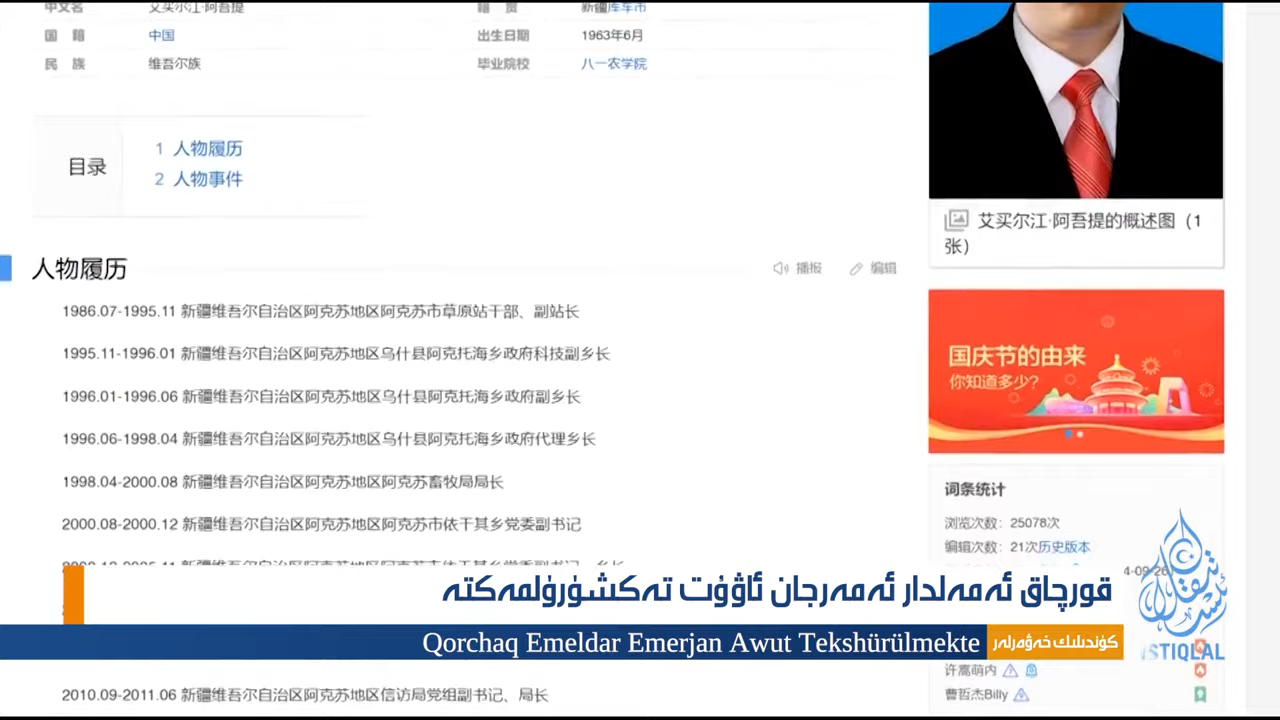 中文名 艾买尔江·阿吾提 籍 贯 新疆库车市
国 籍 中国 出生日期 1963年6月
民 族 维吾尔族 毕业院校 八一农学院
目录
1 人物履历
2 人物事件
艾买尔江·阿吾提的概述图（1
张）
人物履历 播报 编辑
1986.07-1995.11 新疆维吾尔自治区阿克苏地区阿克苏市草原站干部、副站长
1995.11-1996.01 新疆维吾尔自治区阿克苏地区乌什县阿克托海乡政府科技副乡长
1996.01-1996.06 新疆维吾尔自治区阿克苏地区乌什县阿克托海乡政府副乡长
1996.06-1998.04 新疆维吾尔自治区阿克苏地区乌什县阿克托海乡政府代理乡长
1998.04-2000.08 新疆维吾尔自治区阿克苏地区阿克苏畜牧局局长
2000.08-2000.12 新疆维吾尔自治区阿克苏地区阿克苏市依干其乡党委副书记
2010.09-2011.06 新疆维吾尔自治区阿克苏地区信访局党组副书记、局长
国庆节的由来
你知道多少?
词条统计
浏览次数：25078次
编辑次数：21次历史版本
4-09-26）
许嵩萌内
曹哲杰Billy
قورچاق ئەمەلدار ئەمەرجان ئاۋۇت تەكشۈرۈلمەكتە
Qorchaq Emeldar Emerjan Awut Tekshürülmekte
كۈندىلىك خەۋەرلەر
ISTIQLAL